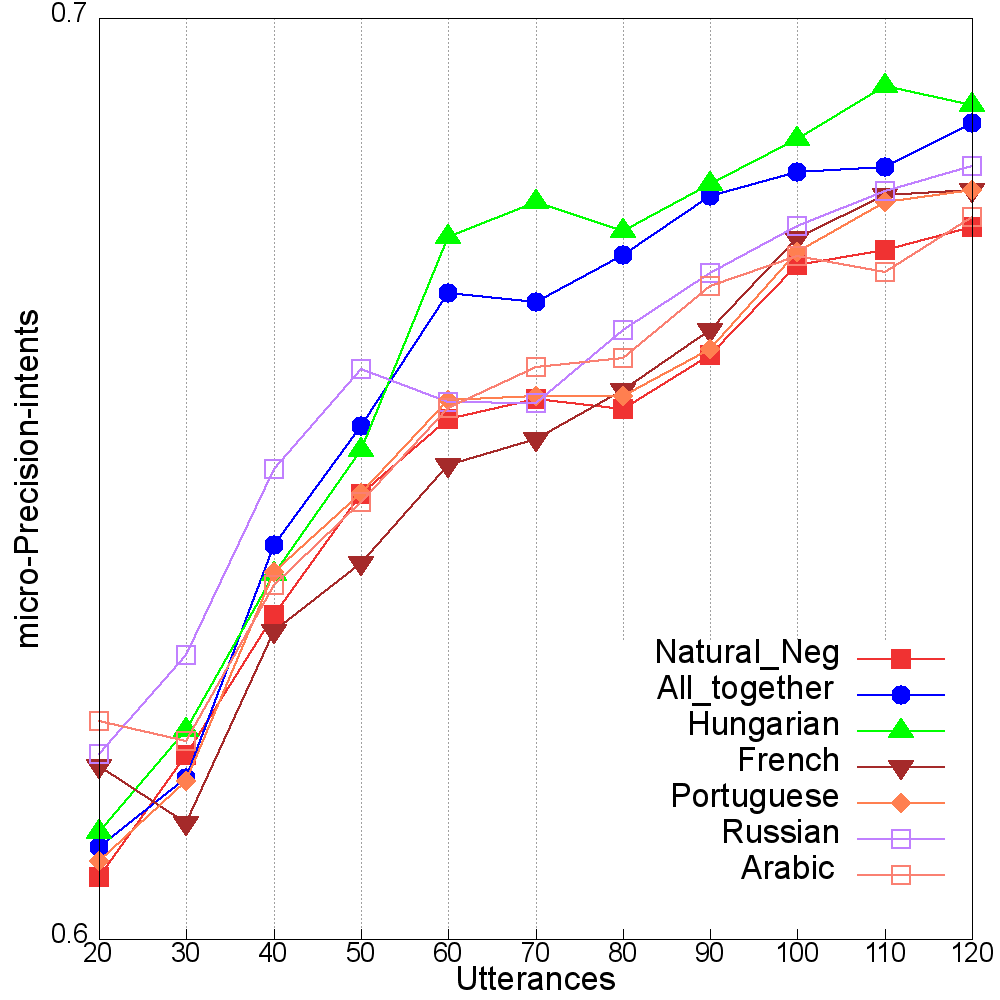 0.7
micro-Precision-intents
Natural_Neg
All_together
Hungarian
French
Portuguese
Russian
Arabic
0.6
20 30 40 50 60 70 80 90 100 110 120
Utterances